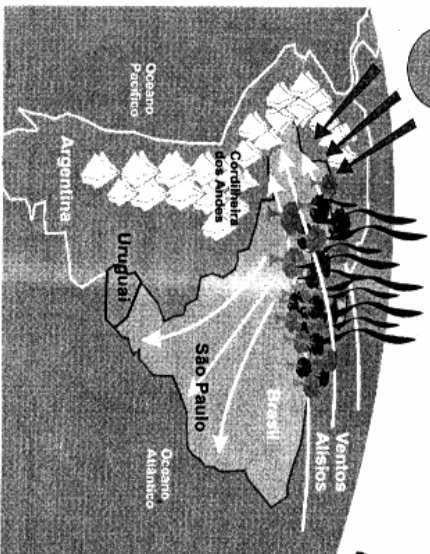 Oceano
Pacífico
Cordilheira
dos Andes
Argentina
Uruguai
São Paulo
Brasil
Ventos
Alísios
Oceano
Atlântico